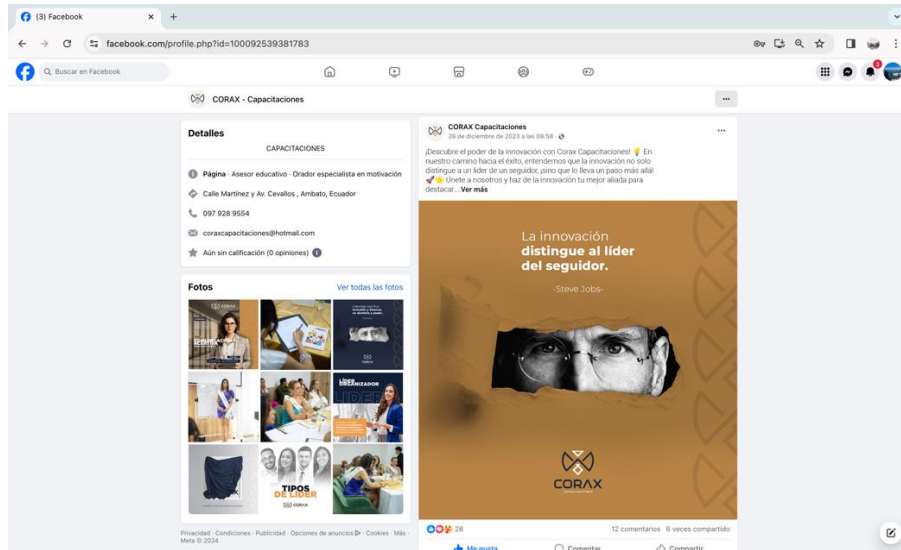 (3) Facebook
facebook.com/profile.php?id=100092539381783
Buscar en Facebook
3
CORAX - Capacitaciones
Detalles
CAPACITACIONES
Página · Asesor educativo · Orador especialista en motivación
Calle Martínez y Av. Cevallos , Ambato, Ecuador
097 928 9554
coraxcapacitaciones@hotmail.com
Aún sin calificación (0 opiniones)
Fotos
Ver todas las fotos
CORAX
CORAX
LÍDER
ORGANIZADOR
LIDER
TIPOS
DE LIDER
CORAX
Privacidad · Condiciones · Publicidad · Opciones de anuncios · Cookies · Más ·
Meta © 2024
CORAX Capacitaciones
28 de diciembre de 2023 a las 08:58 ·
¡Descubre el poder de la innovación con Corax Capacitaciones! 💡 En
nuestro camino hacia el éxito, entendemos que la innovación no solo
distingue a un líder de un seguidor, ¡sino que lo lleva un paso más allá!
🚀🌟 Únete a nosotros y haz de la innovación tu mejor aliada para
destacar... Ver más
La innovación
distingue al líder
del seguidor.
-Steve Jobs-
CORAX
28
12 comentarios 6 veces compartido
Me gusta
Comentar
Compartir